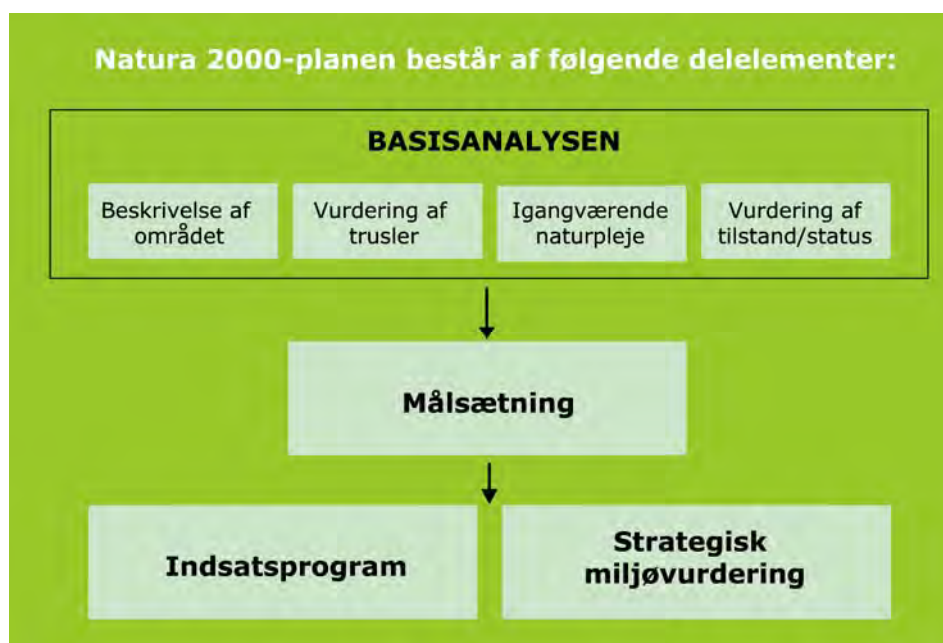 Natura 2000-planen består af følgende delelementer:
BASISANALYSEN
Beskrivelse af
området
Vurdering af
trusler
Igangværende
naturpleje
Vurdering af
tilstand/status
Målsætning
Indsatsprogram
Strategisk
miljøvurdering